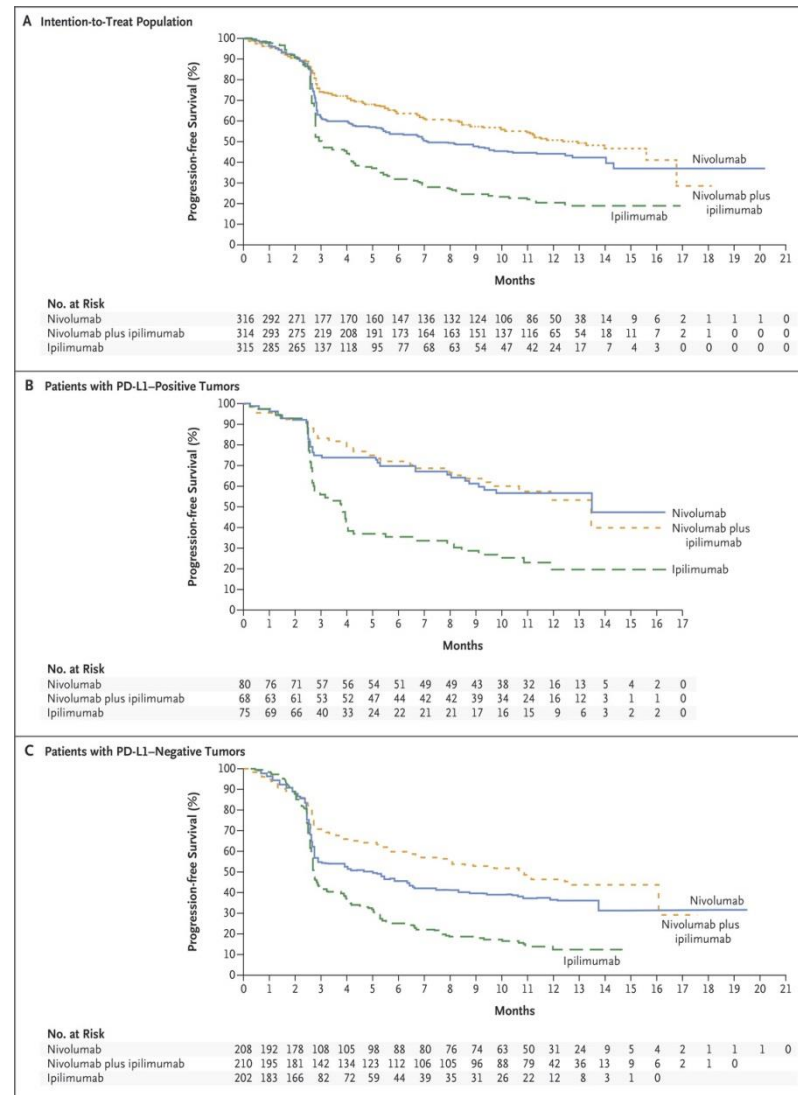 A Intention-to-Treat Population
Progression-free Survival (%)
100
90
80
70
60
50
40
30
20
10
0
Nivolumab
Nivolumab plus
ipilimumab
Ipilimumab
0 1 2 3 4 5 6 7 8 9 10 11 12 13 14 15 16 17 18 19 20 21
Months
No. at Risk
Nivolumab 316 292 271 177 170 160 147 136 132 124 106 86 50 38 14 9 6 2 1 1 1 0
Nivolumab plus ipilimumab 314 293 275 219 208 191 173 164 163 151 137 116 65 54 18 11 7 2 1 0 0 0
Ipilimumab 315 285 265 137 118 95 77 68 63 54 47 42 24 17 7 4 3 0 0 0 0 0
B Patients with PD-L1–Positive Tumors
Progression-free Survival (%)
100
90
80
70
60
50
40
30
20
10
0
Nivolumab
Nivolumab plus
ipilimumab
Ipilimumab
0 1 2 3 4 5 6 7 8 9 10 11 12 13 14 15 16 17
Months
No. at Risk
Nivolumab 80 76 71 57 56 54 51 49 49 43 38 32 16 13 5 4 2 0
Nivolumab plus ipilimumab 68 63 61 53 52 47 44 42 42 39 34 24 16 12 3 1 1 0
Ipilimumab 75 69 66 40 33 24 22 21 21 17 16 15 9 6 3 2 2 0
C Patients with PD-L1–Negative Tumors
Progression-free Survival (%)
100
90
80
70
60
50
40
30
20
10
0
Nivolumab
Nivolumab plus
ipilimumab
Ipilimumab
0 1 2 3 4 5 6 7 8 9 10 11 12 13 14 15 16 17 18 19 20 21
Months
No. at Risk
Nivolumab 208 192 178 108 105 98 88 80 76 74 63 50 31 24 9 5 4 2 1 1 1 0
Nivolumab plus ipilimumab 210 195 181 142 134 123 112 106 105 96 88 79 42 36 13 9 6 2 1 0
Ipilimumab 202 183 166 82 72 59 44 39 35 31 26 22 12 8 3 1 0